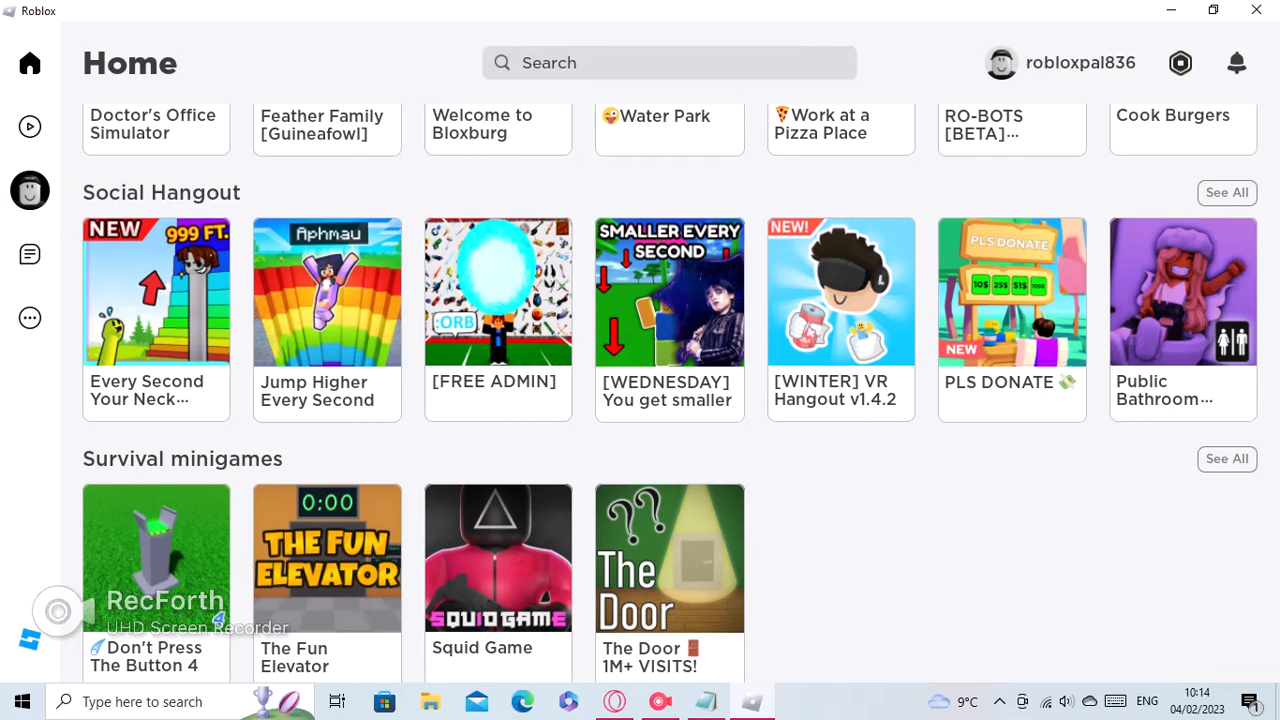 Roblox
Home
Search
robloxpal836
Doctor's Office
Simulator
Feather Family
[Guineafowl]
Welcome to
Bloxburg
😜Water Park
🍕Work at a
Pizza Place
RO-BOTS
[BETA]...
Cook Burgers
Social Hangout
See All
NEW
999 FT.
Aphmau
:ORB
SMALLER EVERY
SECOND
NEW!
PLS DONATE
10$ 25$ 51$ 100$
NEW
Every Second
Your Neck...
Jump Higher
Every Second
[FREE ADMIN]
[WEDNESDAY]
You get smaller
[WINTER] VR
Hangout v1.4.2
PLS DONATE 💸
Public
Bathroom...
Survival minigames
See All
4
0:00
THE FUN
ELEVATOR
SQUID GAME
??
The
Door
RecForth
UHD Screen Recorder
Don't Press
The Button 4
The Fun
Elevator
Squid Game
The Door 🚪
1M+ VISITS!
Type here to search
9°C
ENG
10:14
04/02/2023
1